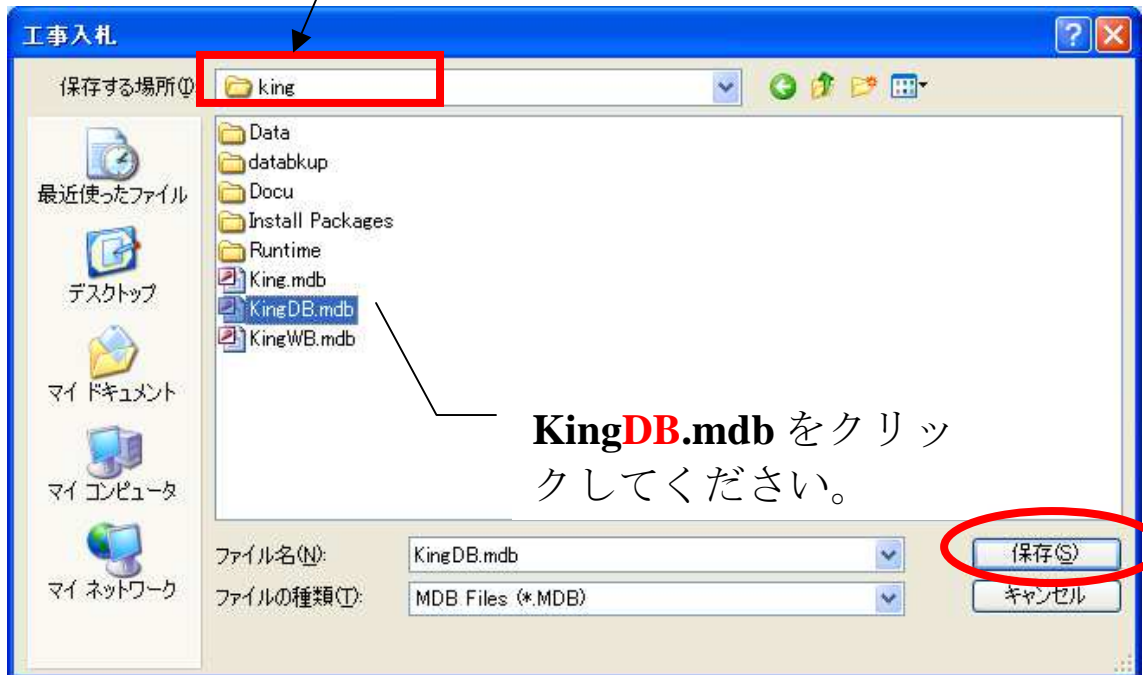 工事入札
保存する場所(I):
king
最近使ったファイル
デスクトップ
マイ ドキュメント
マイ コンピュータ
マイ ネットワーク
Data
databkup
Docu
Install Packages
Runtime
King.mdb
KingDB.mdb
KingWB.mdb
KingDB.mdb をクリッ
クしてください。
ファイル名(N):
KingDB.mdb
保存(S)
ファイルの種類(T):
MDB Files (*.MDB)
キャンセル